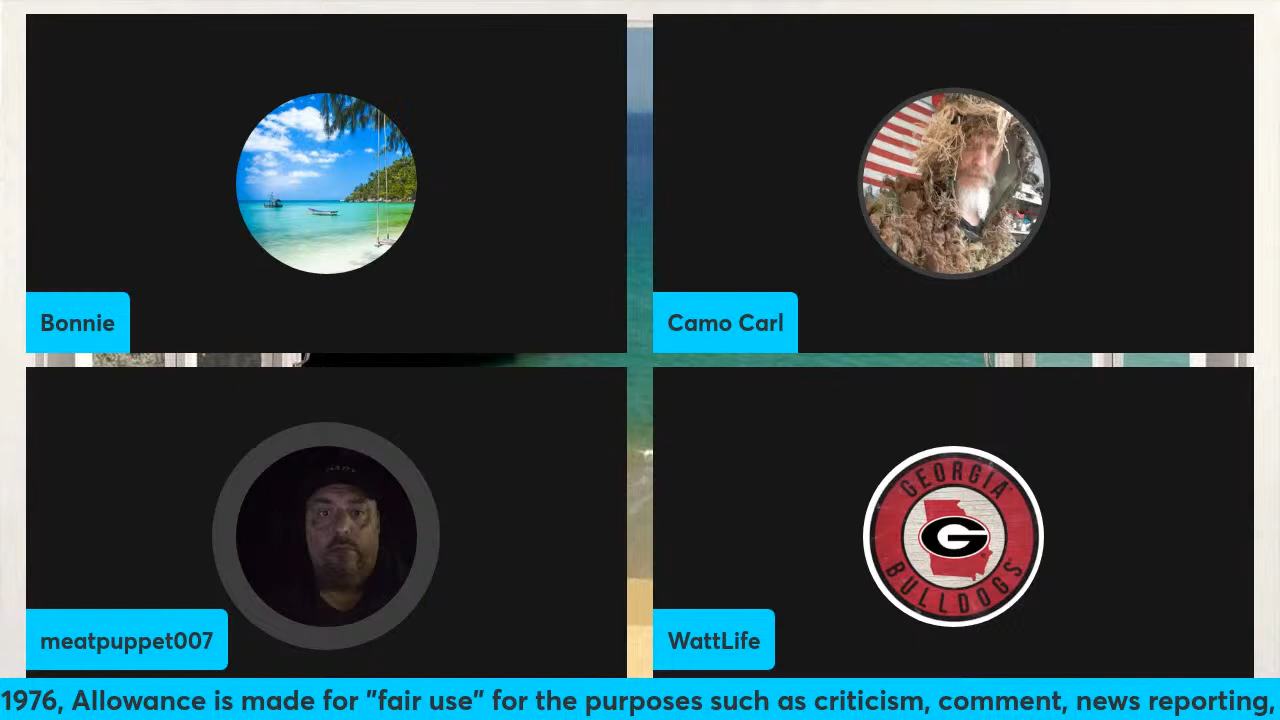 Bonnie
Camo Carl
meatpuppet007
GEORGIA
G
BULLDOGS
WattLife
1976, Allowance is made for "fair use" for the purposes such as criticism, comment, news reporting,